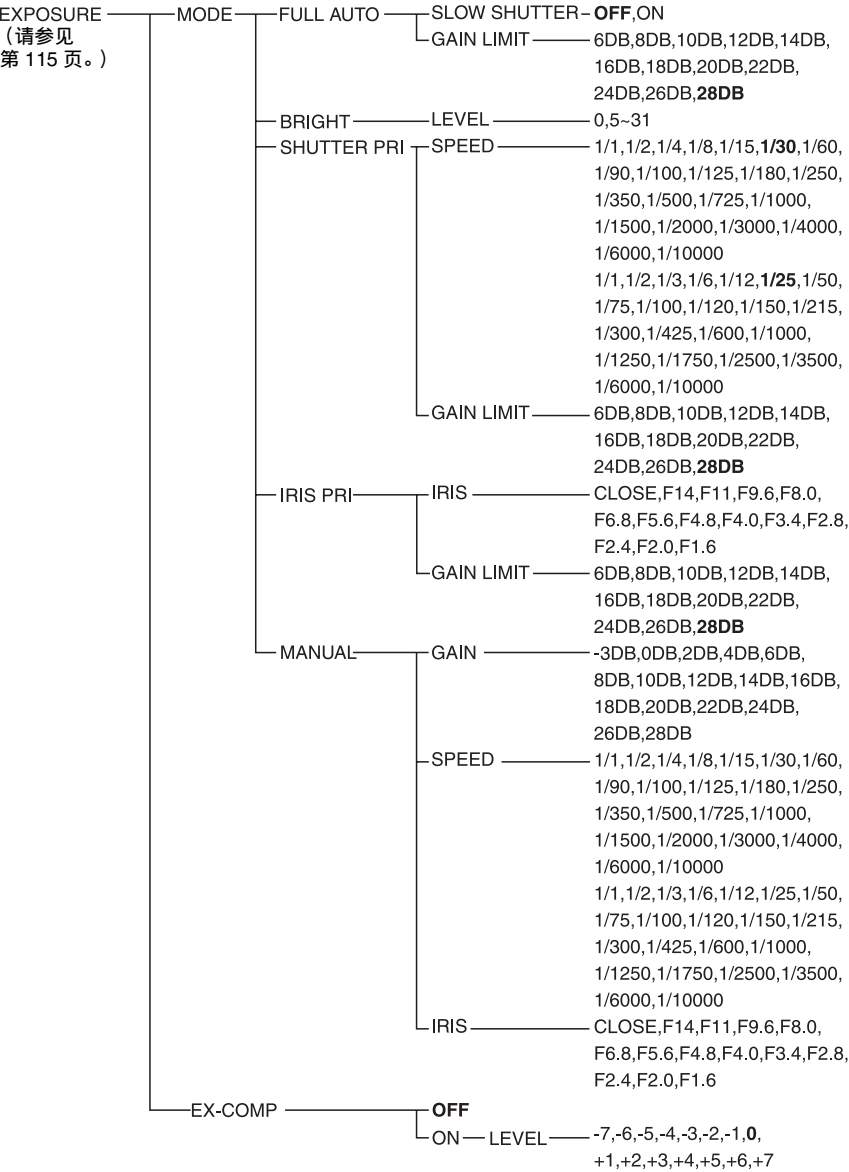 EXPOSURE MODE FULL AUTO SLOW SHUTTER OFF,ON
（请参见
第 115 页。）
GAIN LIMIT 6DB,8DB,10DB,12DB,14DB,
16DB,18DB,20DB,22DB,
24DB,26DB,28DB
BRIGHT LEVEL 0,5~31
SHUTTER PRI SPEED 1/1,1/2,1/4,1/8,1/15,1/30,1/60,
1/90,1/100,1/125,1/180,1/250,
1/350,1/500,1/725,1/1000,
1/1500,1/2000,1/3000,1/4000,
1/6000,1/10000
1/1,1/2,1/3,1/6,1/12,1/25,1/50,
1/75,1/100,1/120,1/150,1/215,
1/300,1/425,1/600,1/1000,
1/1250,1/1750,1/2500,1/3500,
1/6000,1/10000
GAIN LIMIT 6DB,8DB,10DB,12DB,14DB,
16DB,18DB,20DB,22DB,
24DB,26DB,28DB
IRIS PRI IRIS CLOSE,F14,F11,F9.6,F8.0,
F6.8,F5.6,F4.8,F4.0,F3.4,F2.8,
F2.4,F2.0,F1.6
GAIN LIMIT 6DB,8DB,10DB,12DB,14DB,
16DB,18DB,20DB,22DB,
24DB,26DB,28DB
MANUAL GAIN -3DB,0DB,2DB,4DB,6DB,
8DB,10DB,12DB,14DB,16DB,
18DB,20DB,22DB,24DB,
26DB,28DB
SPEED 1/1,1/2,1/4,1/8,1/15,1/30,1/60,
1/90,1/100,1/125,1/180,1/250,
1/350,1/500,1/725,1/1000,
1/1500,1/2000,1/3000,1/4000,
1/6000,1/10000
1/1,1/2,1/3,1/6,1/12,1/25,1/50,
1/75,1/100,1/120,1/150,1/215,
1/300,1/425,1/600,1/1000,
1/1250,1/1750,1/2500,1/3500,
1/6000,1/10000
IRIS CLOSE,F14,F11,F9.6,F8.0,
F6.8,F5.6,F4.8,F4.0,F3.4,F2.8,
F2.4,F2.0,F1.6
EX-COMP OFF
ON LEVEL -7,-6,-5,-4,-3,-2,-1,0,
+1,+2,+3,+4,+5,+6,+7